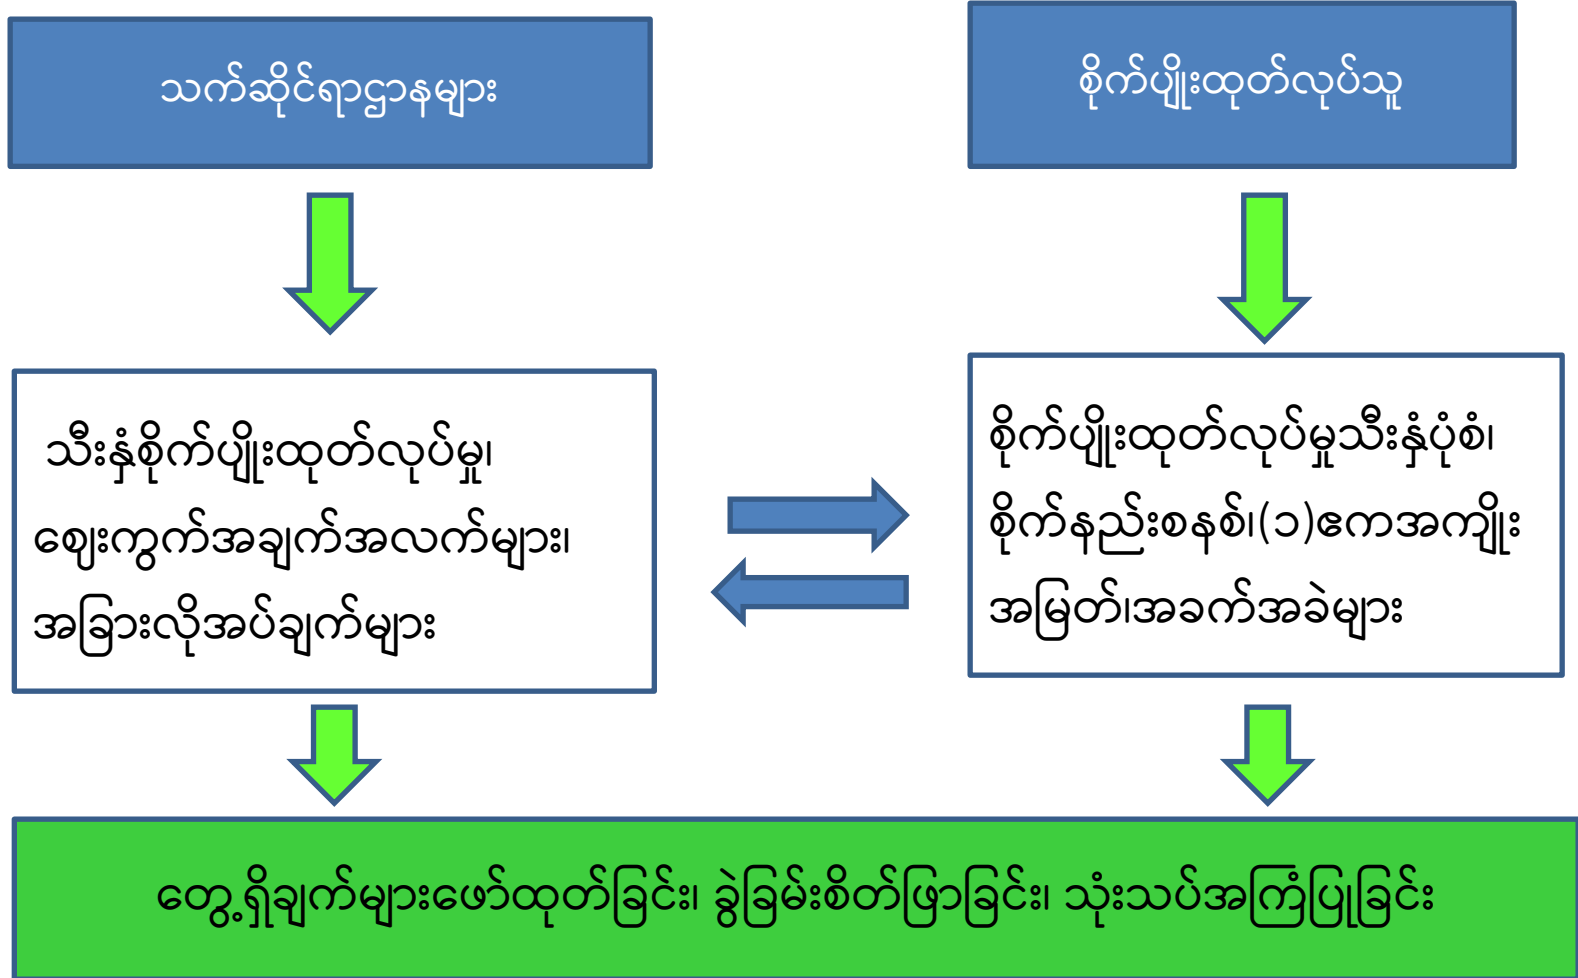 သက်ဆိုင်ရာဌာနများ
စိုက်ပျိုးထုတ်လုပ်သူ
သီးနှံစိုက်ပျိုးထုတ်လုပ်မှု၊
ဈေးကွက်အချက်အလက်များ၊
အခြားလိုအပ်ချက်များ
စိုက်ပျိုးထုတ်လုပ်မှုသီးနှံပုံစံ၊
စိုက်နည်းစနစ်၊(၁)ဧကအကျိုး
အမြတ်၊အခက်အခဲများ
တွေ့ရှိချက်များဖော်ထုတ်ခြင်း၊ ခွဲခြမ်းစိတ်ဖြာခြင်း၊ သုံးသပ်အကြံပြုခြင်း